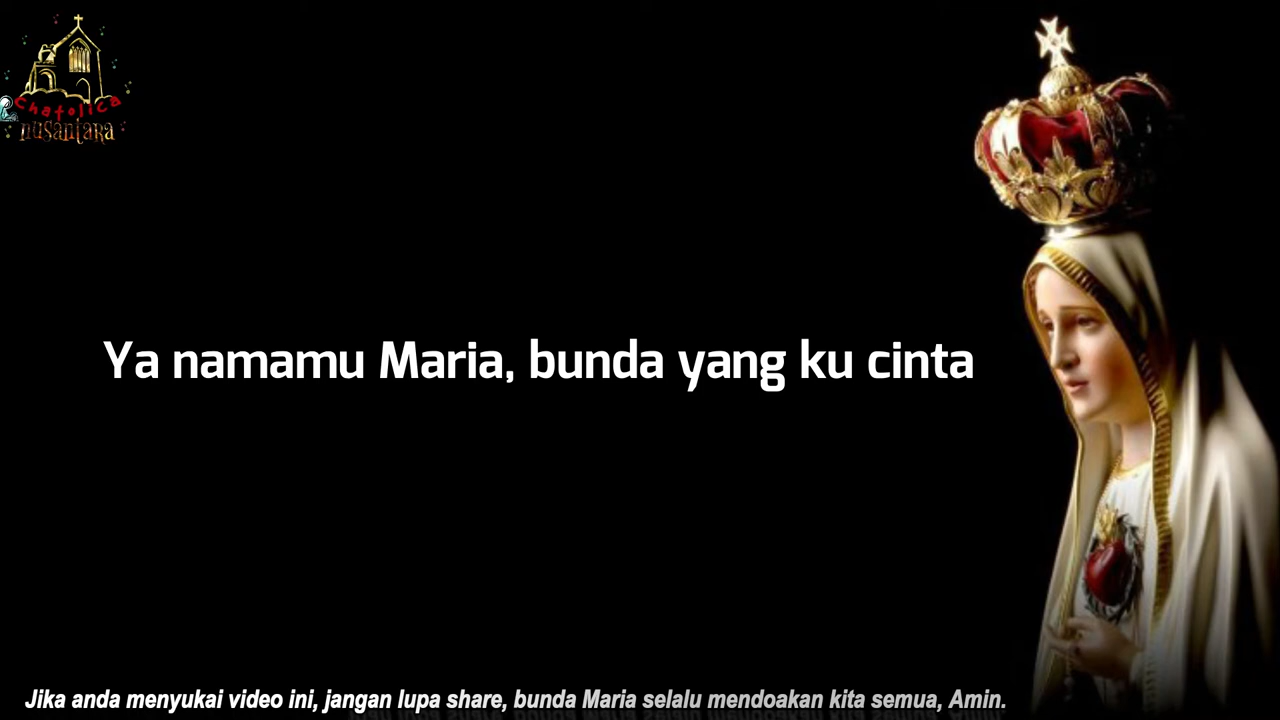 Chatolica
nusantara
Ya namamu Maria, bunda yang ku cinta
Jika anda menyukai video ini, jangan lupa share, bunda Maria selalu mendoakan kita semua, Amin.